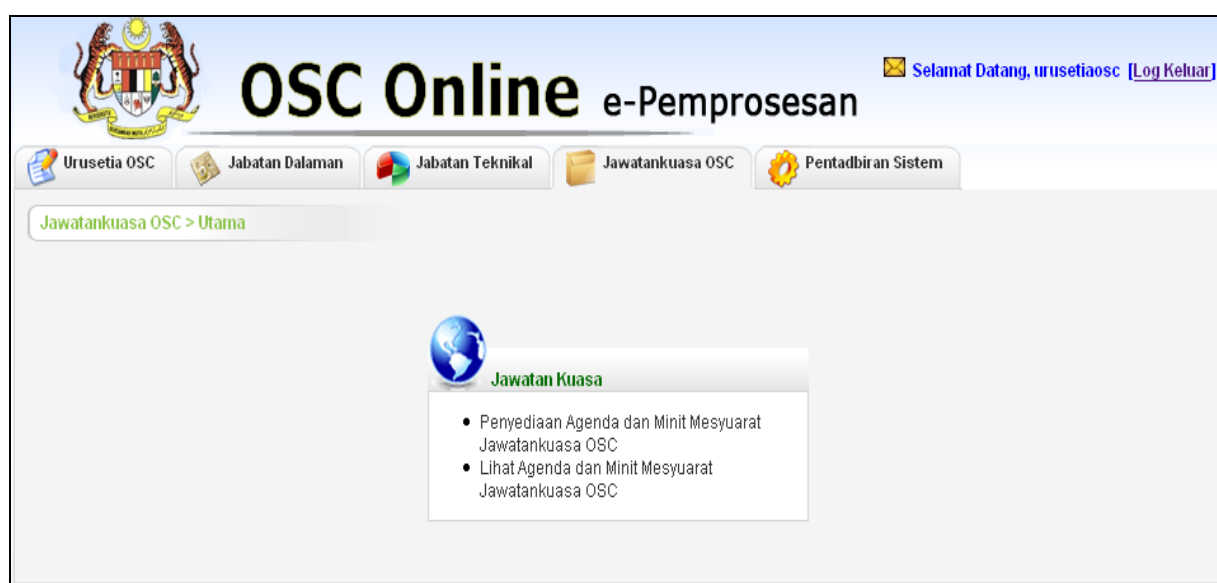 OSC Online e-Pemprosesan
Selamat Datang, urusetiaosc [Log Keluar]
Urusetia OSC
Jabatan Dalaman
Jabatan Teknikal
Jawatankuasa OSC
Pentadbiran Sistem
Jawatankuasa OSC > Utama
Jawatan Kuasa
• Penyediaan Agenda dan Minit Mesyuarat
Jawatankuasa OSC
• Lihat Agenda dan Minit Mesyuarat
Jawatankuasa OSC